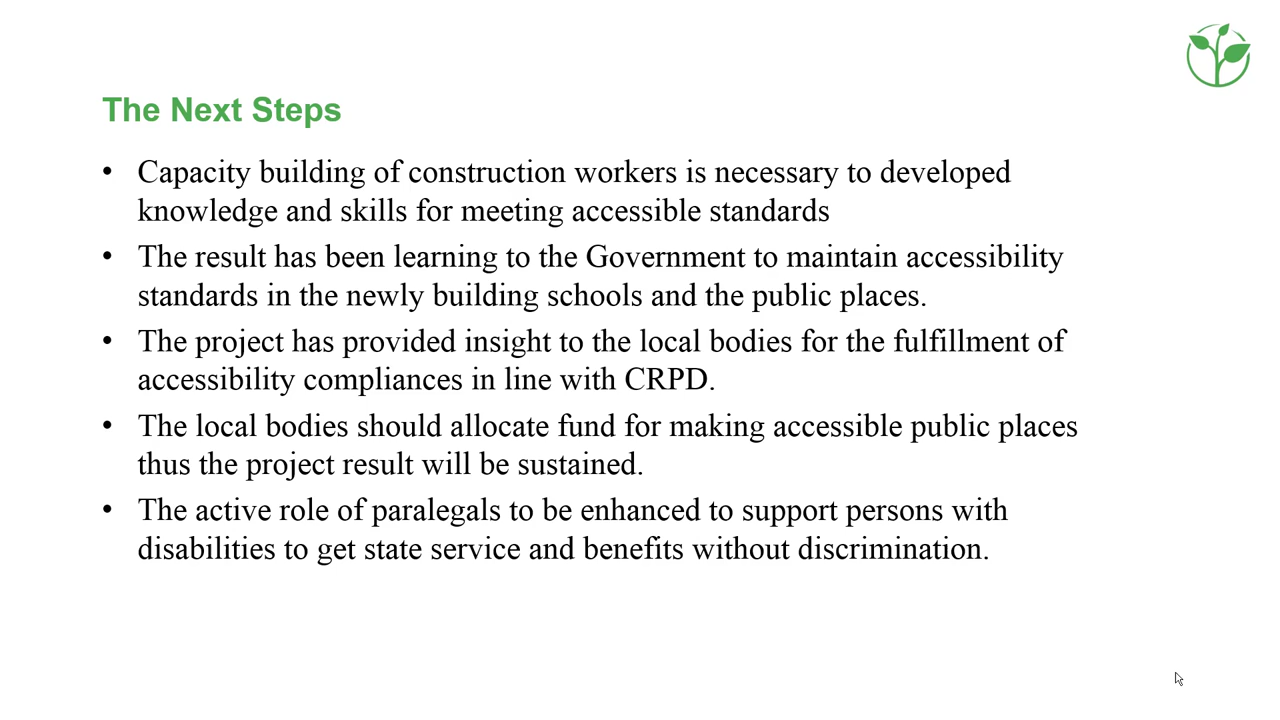 The Next Steps
• Capacity building of construction workers is necessary to developed
knowledge and skills for meeting accessible standards
• The result has been learning to the Government to maintain accessibility
standards in the newly building schools and the public places.
• The project has provided insight to the local bodies for the fulfillment of
accessibility compliances in line with CRPD.
• The local bodies should allocate fund for making accessible public places
thus the project result will be sustained.
• The active role of paralegals to be enhanced to support persons with
disabilities to get state service and benefits without discrimination.